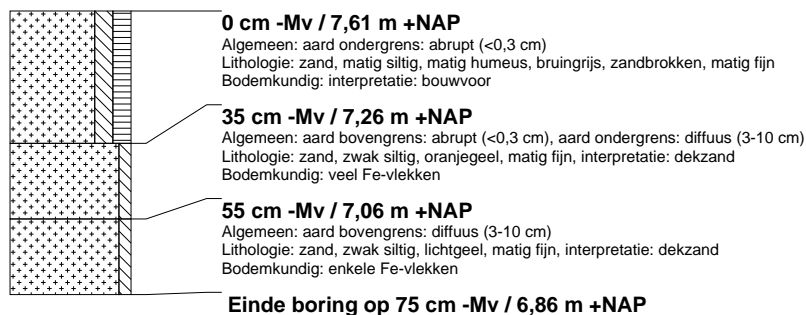 0 cm -Mv / 7,61 m +NAP
Algemeen: aard ondergrens: abrupt (<0,3 cm)
Lithologie: zand, matig siltig, matig humeus, bruingrijs, zandbrokken, matig fijn
Bodemkundig: interpretatie: bouwvoor
35 cm -Mv / 7,26 m +NAP
Algemeen: aard bovengrens: abrupt (<0,3 cm), aard ondergrens: diffuus (3-10 cm)
Lithologie: zand, zwak siltig, oranjegeel, matig fijn, interpretatie: dekzand
Bodemkundig: veel Fe-vlekken
55 cm -Mv / 7,06 m +NAP
Algemeen: aard bovengrens: diffuus (3-10 cm)
Lithologie: zand, zwak siltig, lichtgeel, matig fijn, interpretatie: dekzand
Bodemkundig: enkele Fe-vlekken
Einde boring op 75 cm -Mv / 6,86 m +NAP